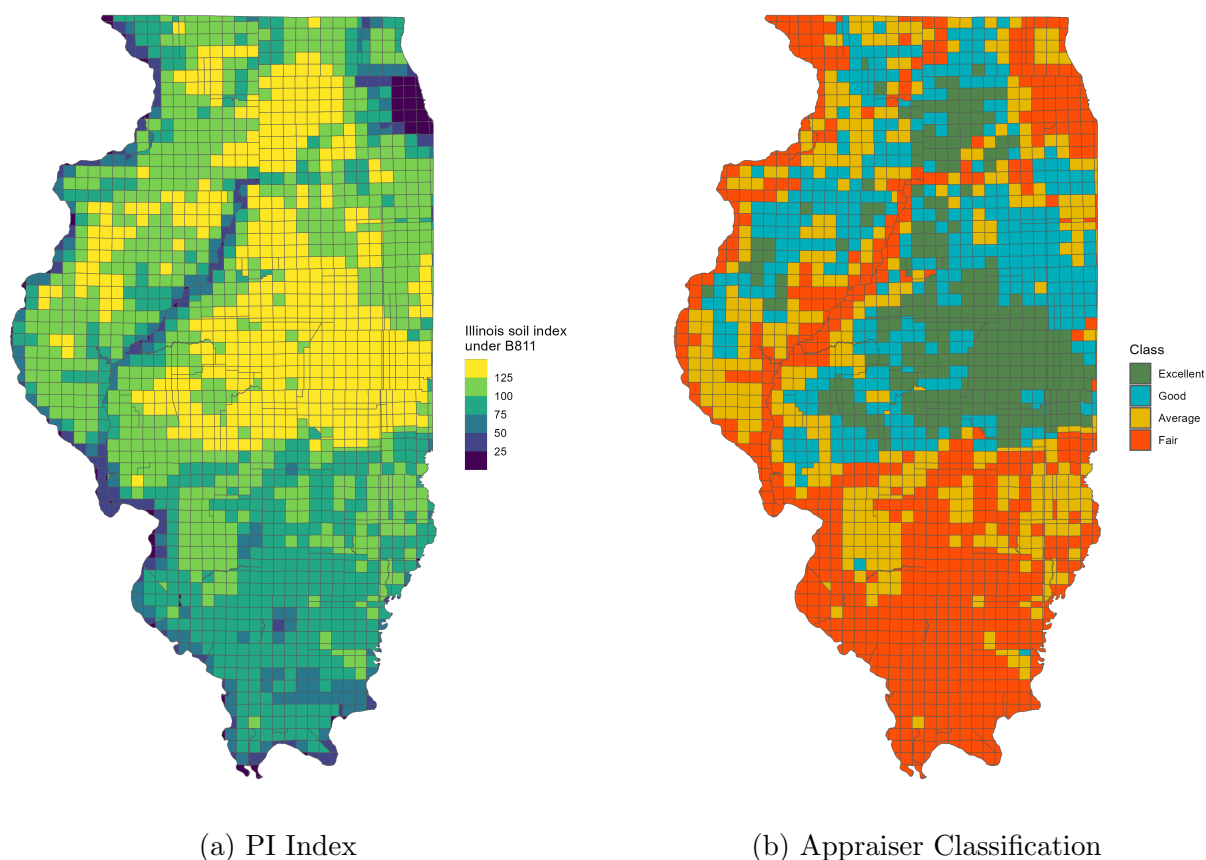 Illinois soil index
under B811
125
100
75
50
25
Class
Excellent
Good
Average
Fair
(a) PI Index
(b) Appraiser Classification